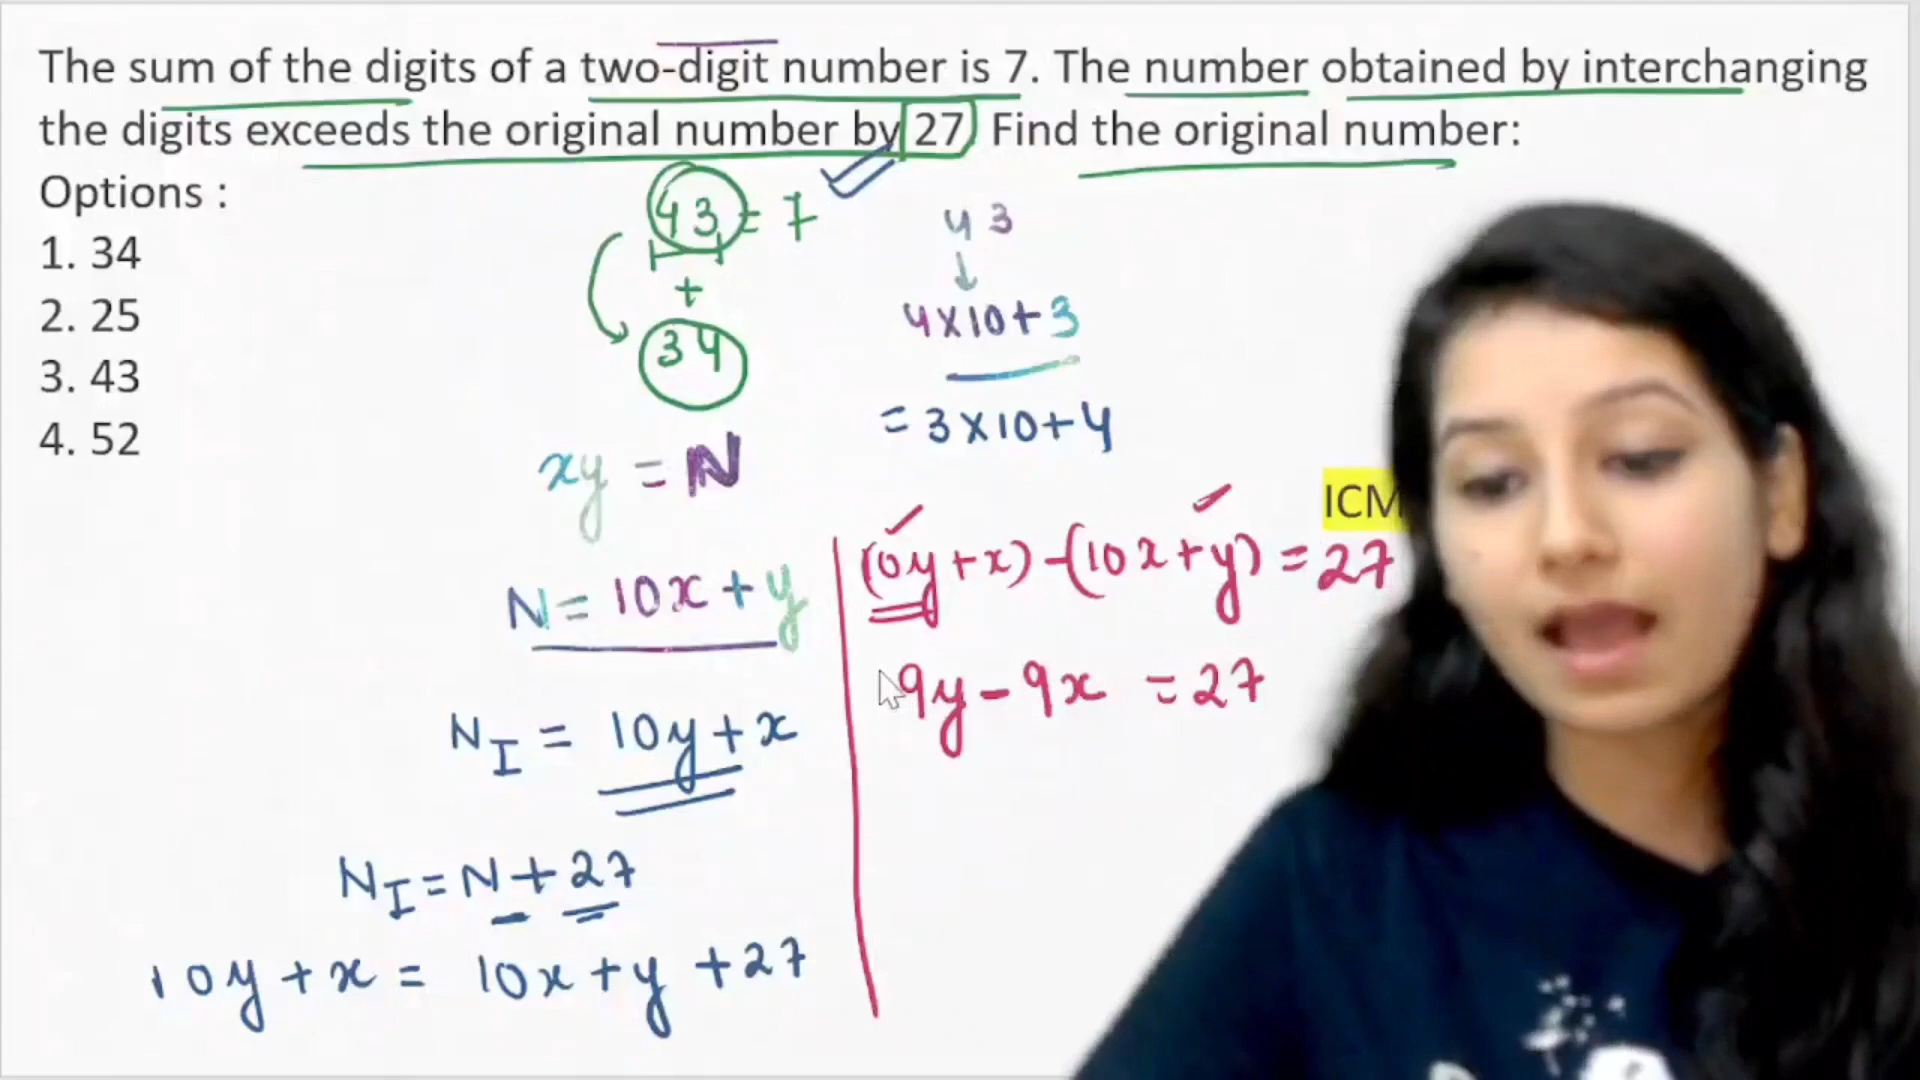 The sum of the digits of a two-digit number is 7. The number obtained by interchanging
the digits exceeds the original number by 27. Find the original number:
Options :
1. 34
2. 25
3. 43
4. 52
43 = 7
+
34
43
4x10+3
= 3x10+4
xy = N
N = 10x + y
N_I = 10y + x
N_I = N + 27
10y + x = 10x + y + 27
ICM
(10y + x) - (10x + y) = 27
9y - 9x = 27